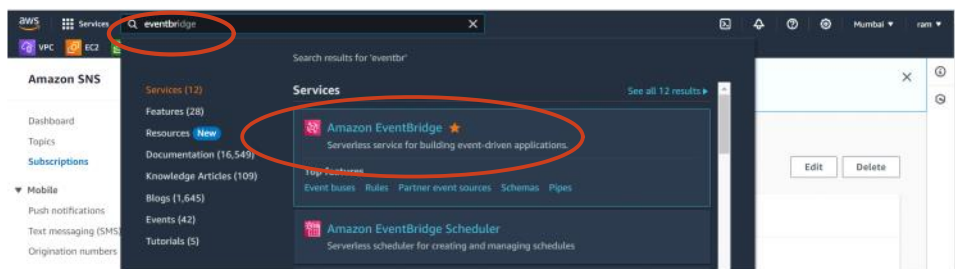 aws Services eventbridge Mumbai ram
VPC EC2
Search results for 'eventbr'
Amazon SNS
Dashboard
Topics
Subscriptions
Mobile
Push notifications
Text messaging (SMS)
Origination numbers
Services (12)
Features (28)
Resources New
Documentation (16,549)
Knowledge Articles (109)
Blogs (1,645)
Events (42)
Tutorials (5)
Services See all 12 results
Amazon EventBridge
Serverless service for building event-driven applications.
Top features
Event buses Rules Partner event sources Schemas Pipes
Amazon EventBridge Scheduler
Serverless scheduler for creating and managing schedules
Edit Delete